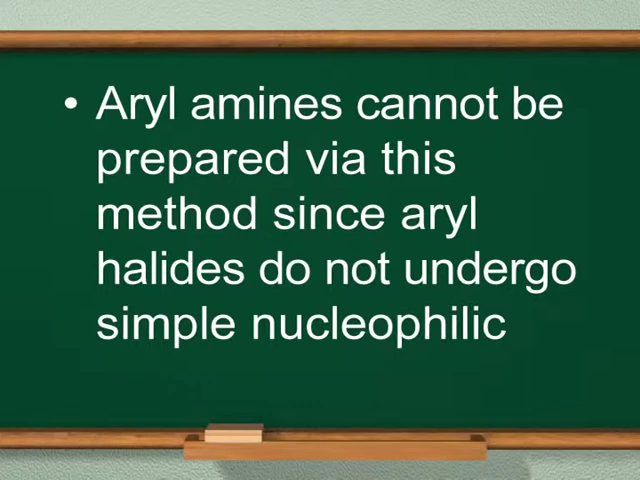 • Aryl amines cannot be
prepared via this
method since aryl
halides do not undergo
simple nucleophilic